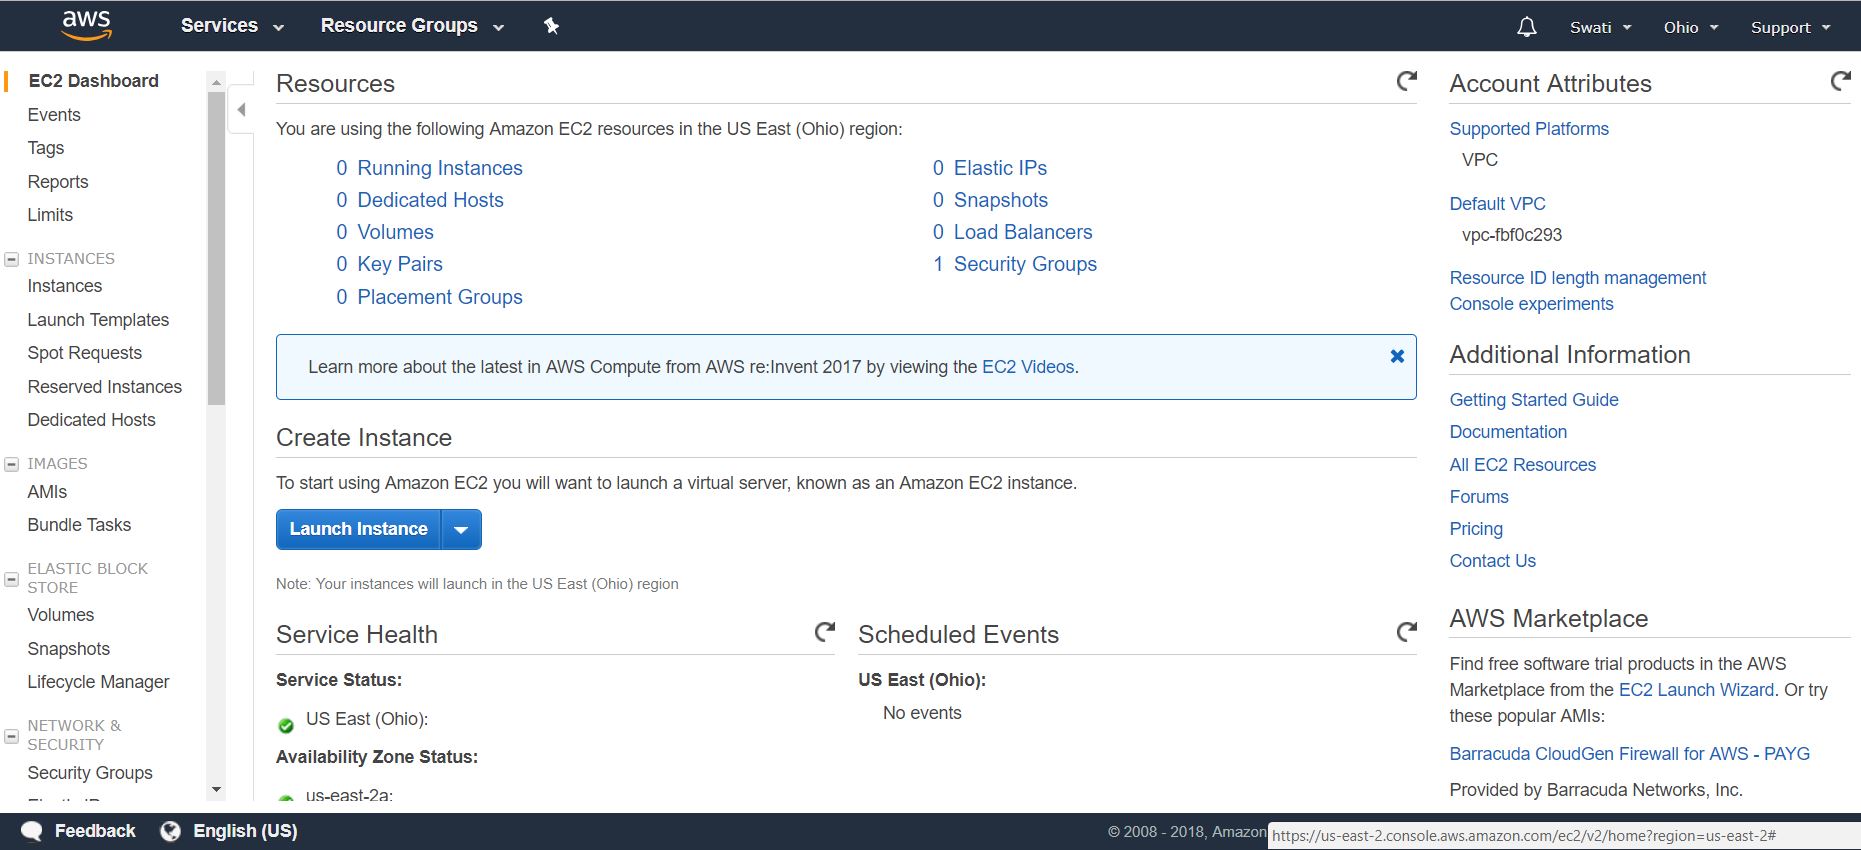 aws
Services
Resource Groups
Swati
Ohio
Support
EC2 Dashboard
Events
Tags
Reports
Limits
INSTANCES
Instances
Launch Templates
Spot Requests
Reserved Instances
Dedicated Hosts
IMAGES
AMIs
Bundle Tasks
ELASTIC BLOCK
STORE
Volumes
Snapshots
Lifecycle Manager
NETWORK &
SECURITY
Security Groups
Resources
You are using the following Amazon EC2 resources in the US East (Ohio) region:
0 Running Instances
0 Dedicated Hosts
0 Volumes
0 Key Pairs
0 Placement Groups
0 Elastic IPs
0 Snapshots
0 Load Balancers
1 Security Groups
Learn more about the latest in AWS Compute from AWS re:Invent 2017 by viewing the EC2 Videos.
Create Instance
To start using Amazon EC2 you will want to launch a virtual server, known as an Amazon EC2 instance.
Launch Instance
Note: Your instances will launch in the US East (Ohio) region
Service Health
Service Status:
US East (Ohio):
Availability Zone Status:
us-east-2a:
Scheduled Events
US East (Ohio):
No events
Account Attributes
Supported Platforms
VPC
Default VPC
vpc-fbf0c293
Resource ID length management
Console experiments
Additional Information
Getting Started Guide
Documentation
All EC2 Resources
Forums
Pricing
Contact Us
AWS Marketplace
Find free software trial products in the AWS
Marketplace from the EC2 Launch Wizard. Or try
these popular AMIs:
Barracuda CloudGen Firewall for AWS - PAYG
Provided by Barracuda Networks, Inc.
Feedback
English (US)
© 2008 - 2018, Amazon
https://us-east-2.console.aws.amazon.com/ec2/v2/home?region=us-east-2#